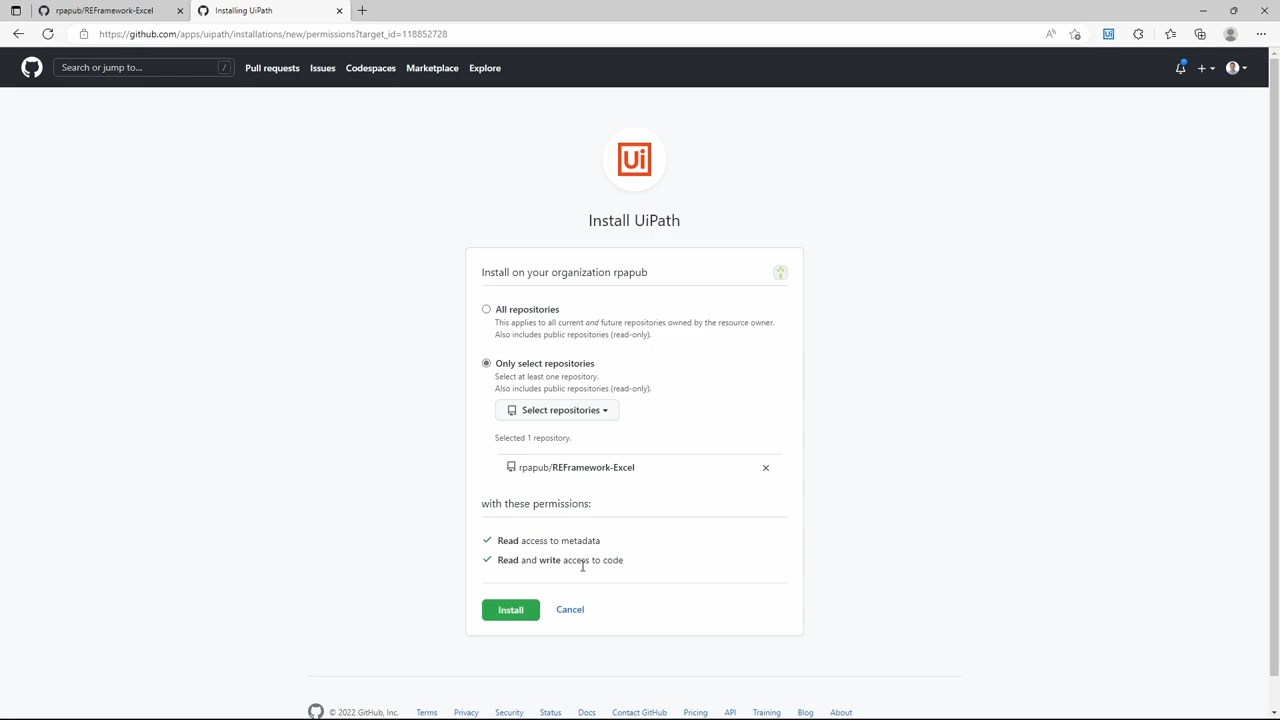 rpapub/REFramework-Excel
Installing UiPath
https://github.com/apps/uipath/installations/new/permissions?target_id=118852728
Search or jump to...
/
Pull requests
Issues
Codespaces
Marketplace
Explore
Ui
Install UiPath
Install on your organization rpapub
All repositories
This applies to all current and future repositories owned by the resource owner.
Also includes public repositories (read-only).
Only select repositories
Select at least one repository.
Also includes public repositories (read-only).
Select repositories
Selected 1 repository.
rpapub/REFramework-Excel
with these permissions:
Read access to metadata
Read and write access to code
Install
Cancel
© 2022 GitHub, Inc.
Terms
Privacy
Security
Status
Docs
Contact GitHub
Pricing
API
Training
Blog
About